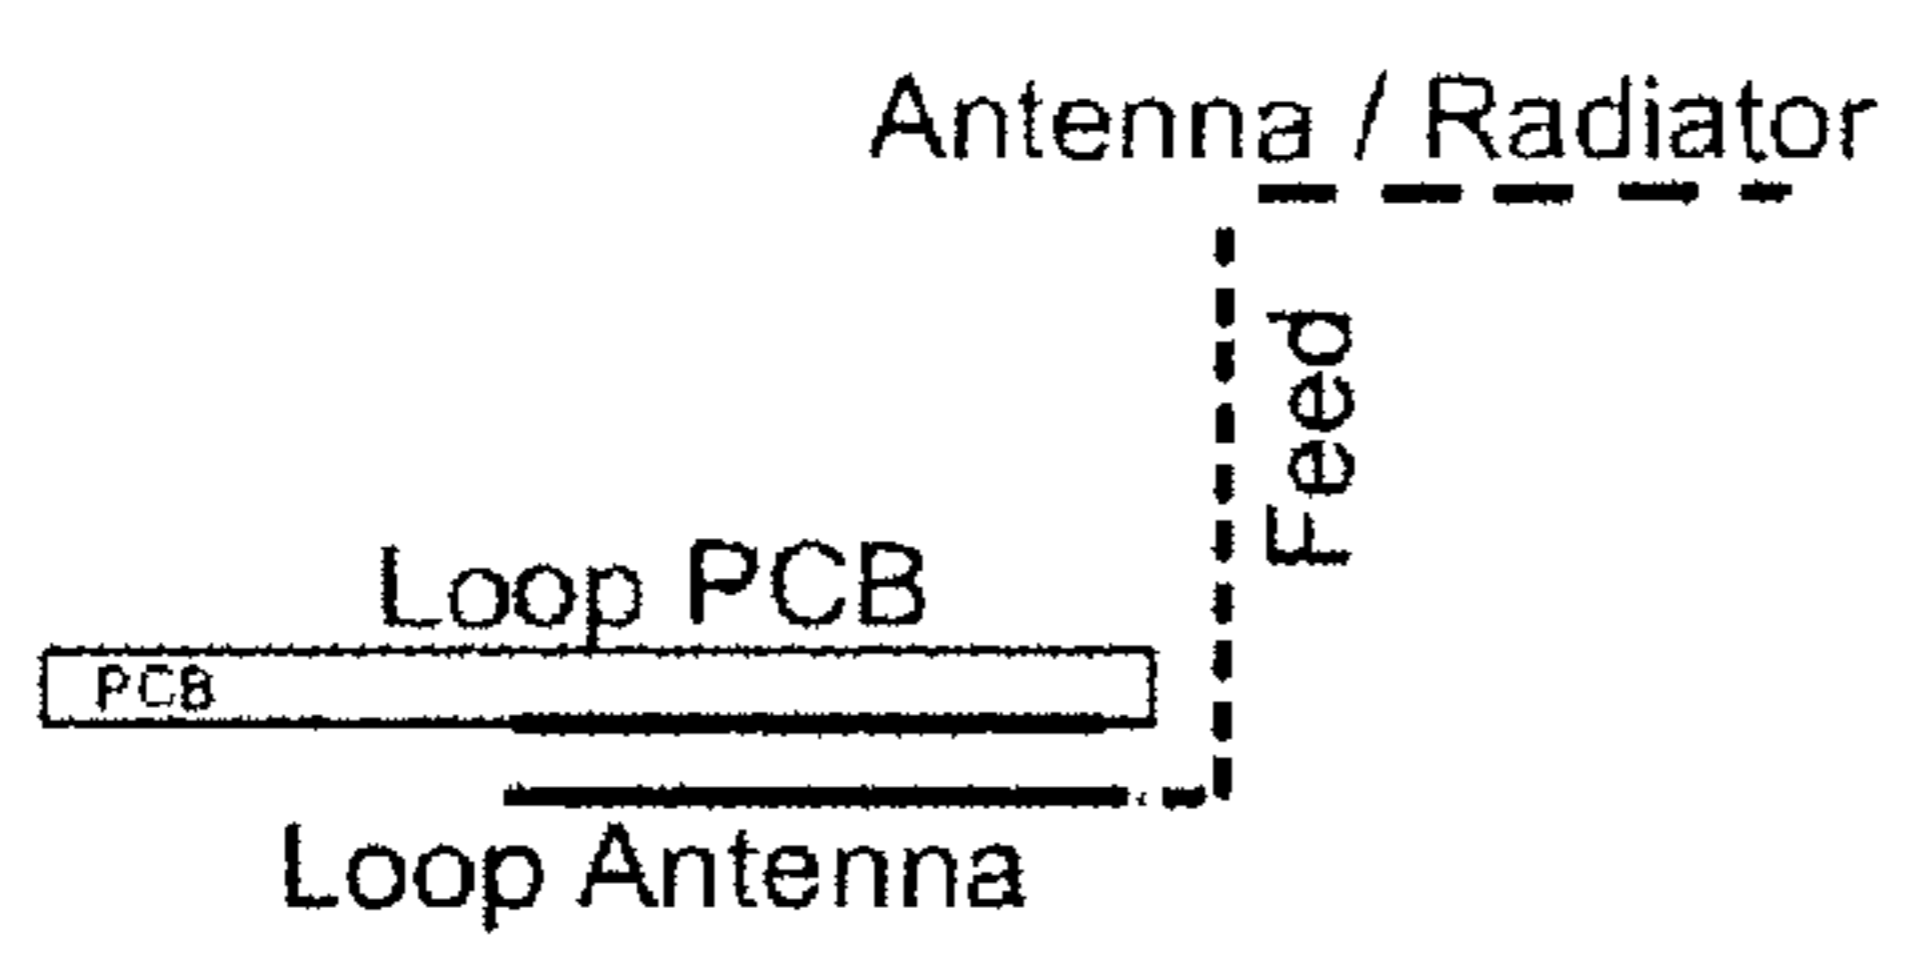 Antenna / Radiator
Feed
Loop PCB
PCB
Loop Antenna